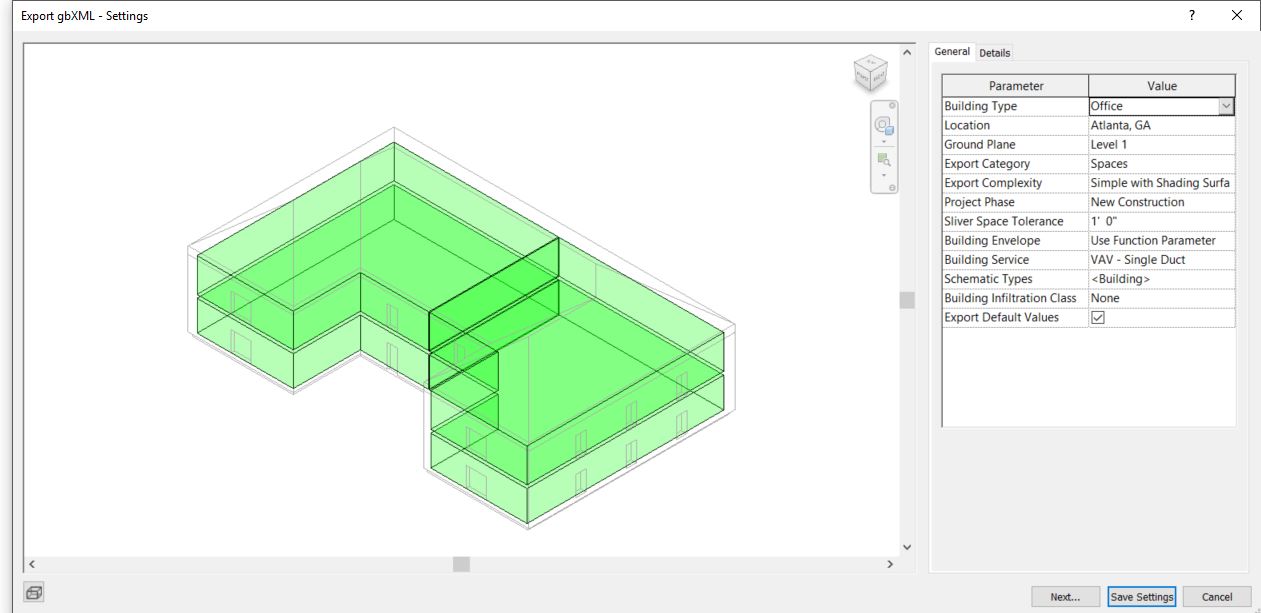 Export gbXML - Settings
General Details
Parameter Value
Building Type Office
Location Atlanta, GA
Ground Plane Level 1
Export Category Spaces
Export Complexity Simple with Shading Surfa
Project Phase New Construction
Sliver Space Tolerance 1' 0"
Building Envelope Use Function Parameter
Building Service VAV - Single Duct
Schematic Types <Building>
Building Infiltration Class None
Export Default Values
Next... Save Settings Cancel